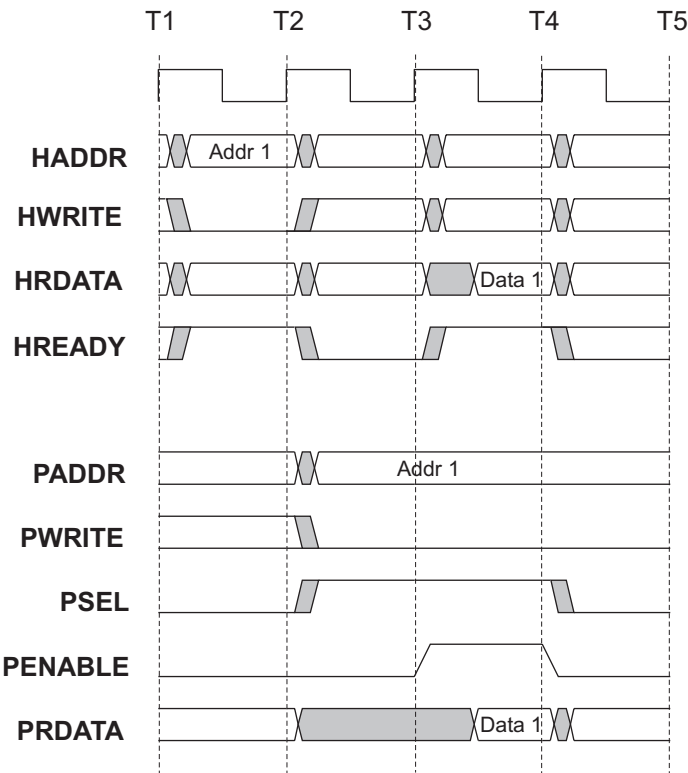 T1 T2 T3 T4 T5
HADDR Addr 1
HWRITE
HRDATA Data 1
HREADY
PADDR Addr 1
PWRITE
PSEL
PENABLE
PRDATA Data 1